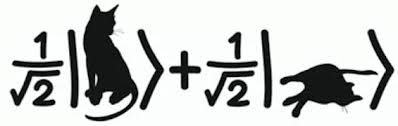 1/√2 | ⟩ + 1/√2 | ⟩